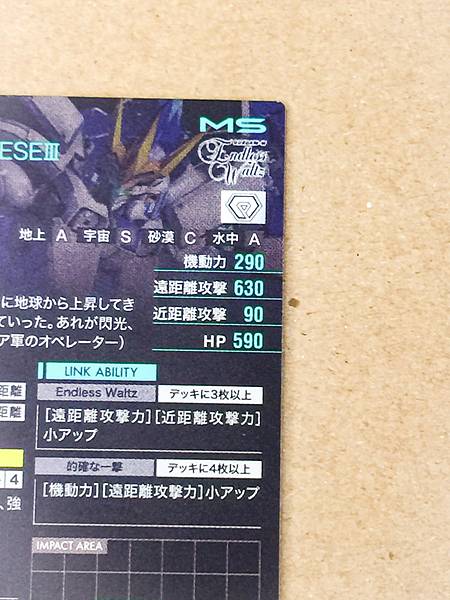 MS
ESEIII
Endless
Waltz
地上 A 宇宙 S 砂漠 C 水中 A
機動力 290
遠距離攻撃 630
に地球から上昇してき
近距離攻撃 90
ていった。あれが閃光、
ア軍のオペレーター)
HP 590
LINK ABILITY
距離
Endless Waltz デッキに3枚以上
距離
[遠距離攻撃力][近距離攻撃力]
小アップ
的確な一撃 デッキに4枚以上
4
[機動力][遠距離攻撃力]小アップ
、強
IMPACT AREA